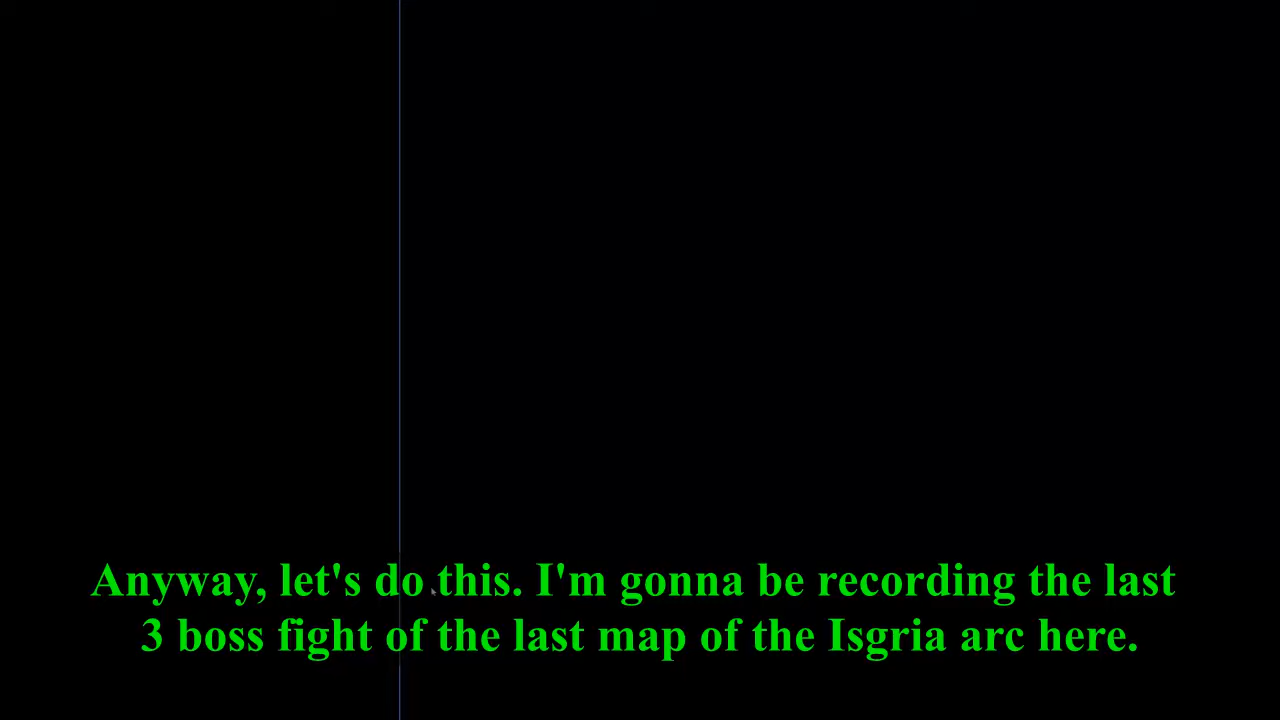 Anyway, let's do this. I'm gonna be recording the last
3 boss fight of the last map of the Isgria arc here.